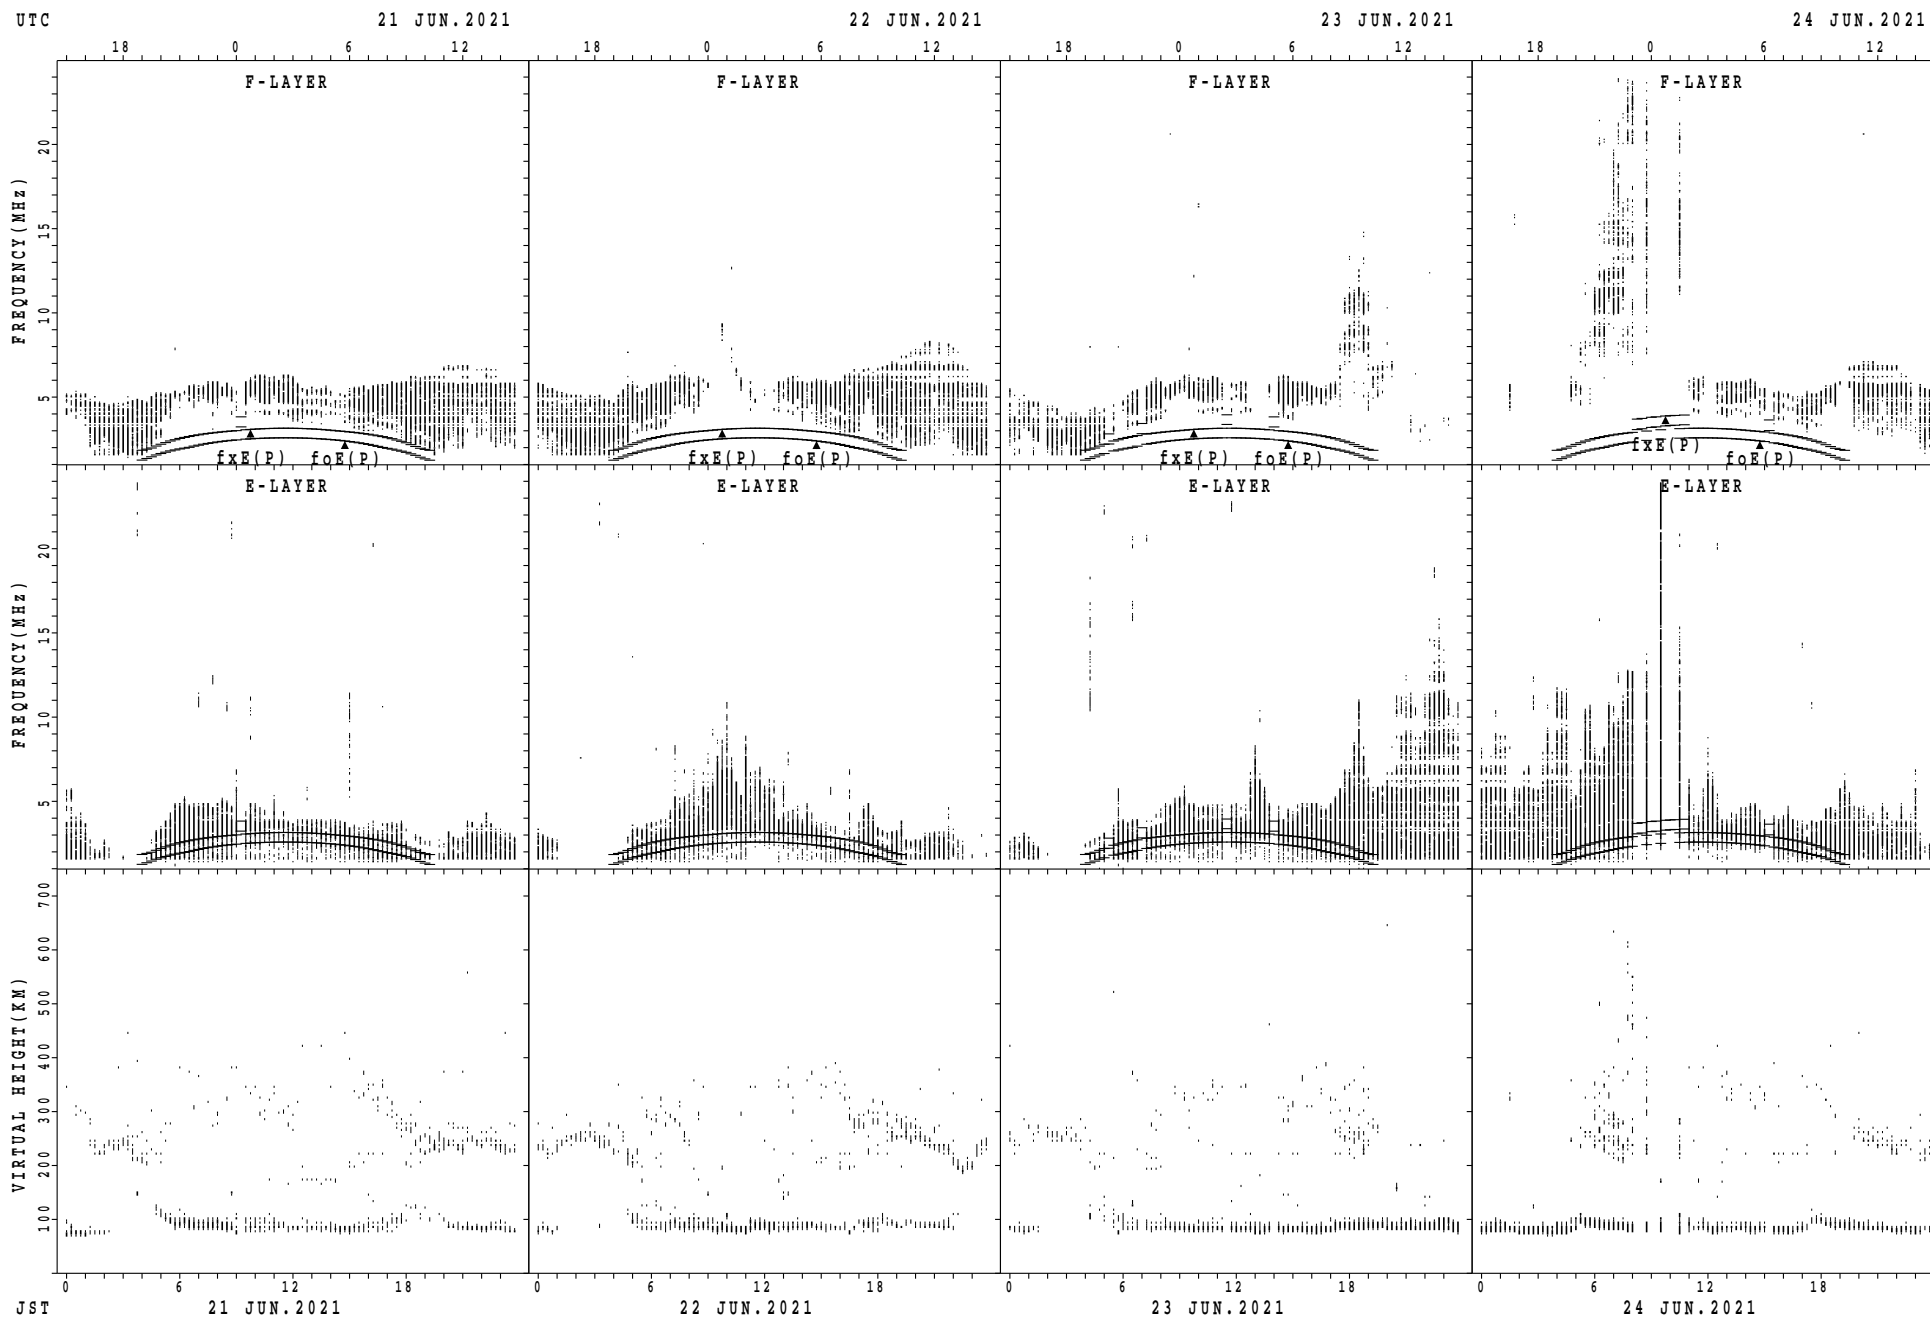 UTC 21 JUN.2021 22 JUN.2021 23 JUN.2021 24 JUN.2021
18 0 6 12 18 0 6 12 18 0 6 12 18 0 6 12
F-LAYER F-LAYER F-LAYER F-LAYER
FREQUENCY(MHz)
20
15
10
5
fxE(P) foE(P) fxE(P) foE(P) fxE(P) foE(P) fxE(P) foE(P)
E-LAYER E-LAYER E-LAYER E-LAYER
FREQUENCY(MHz)
20
15
10
5
VIRTUAL HEIGHT(KM)
700
600
500
400
300
200
100
0 6 12 18 0 6 12 18 0 6 12 18 0 6 12 18
JST 21 JUN.2021 22 JUN.2021 23 JUN.2021 24 JUN.2021